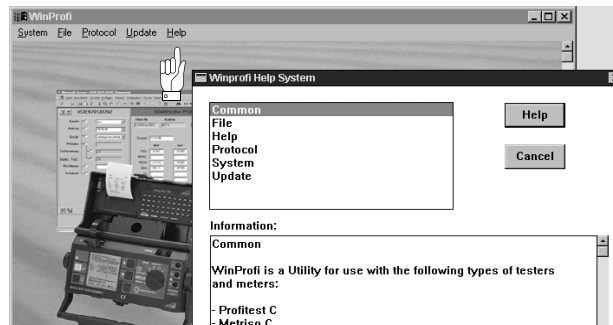 WinProfi
System File Protocol Update Help
Winprofi Help System
Common
File
Help
Protocol
System
Update
Help
Cancel
Information:
Common
WinProfi is a Utility for use with the following types of testers
and meters:
- Profitest C
- Metriso C